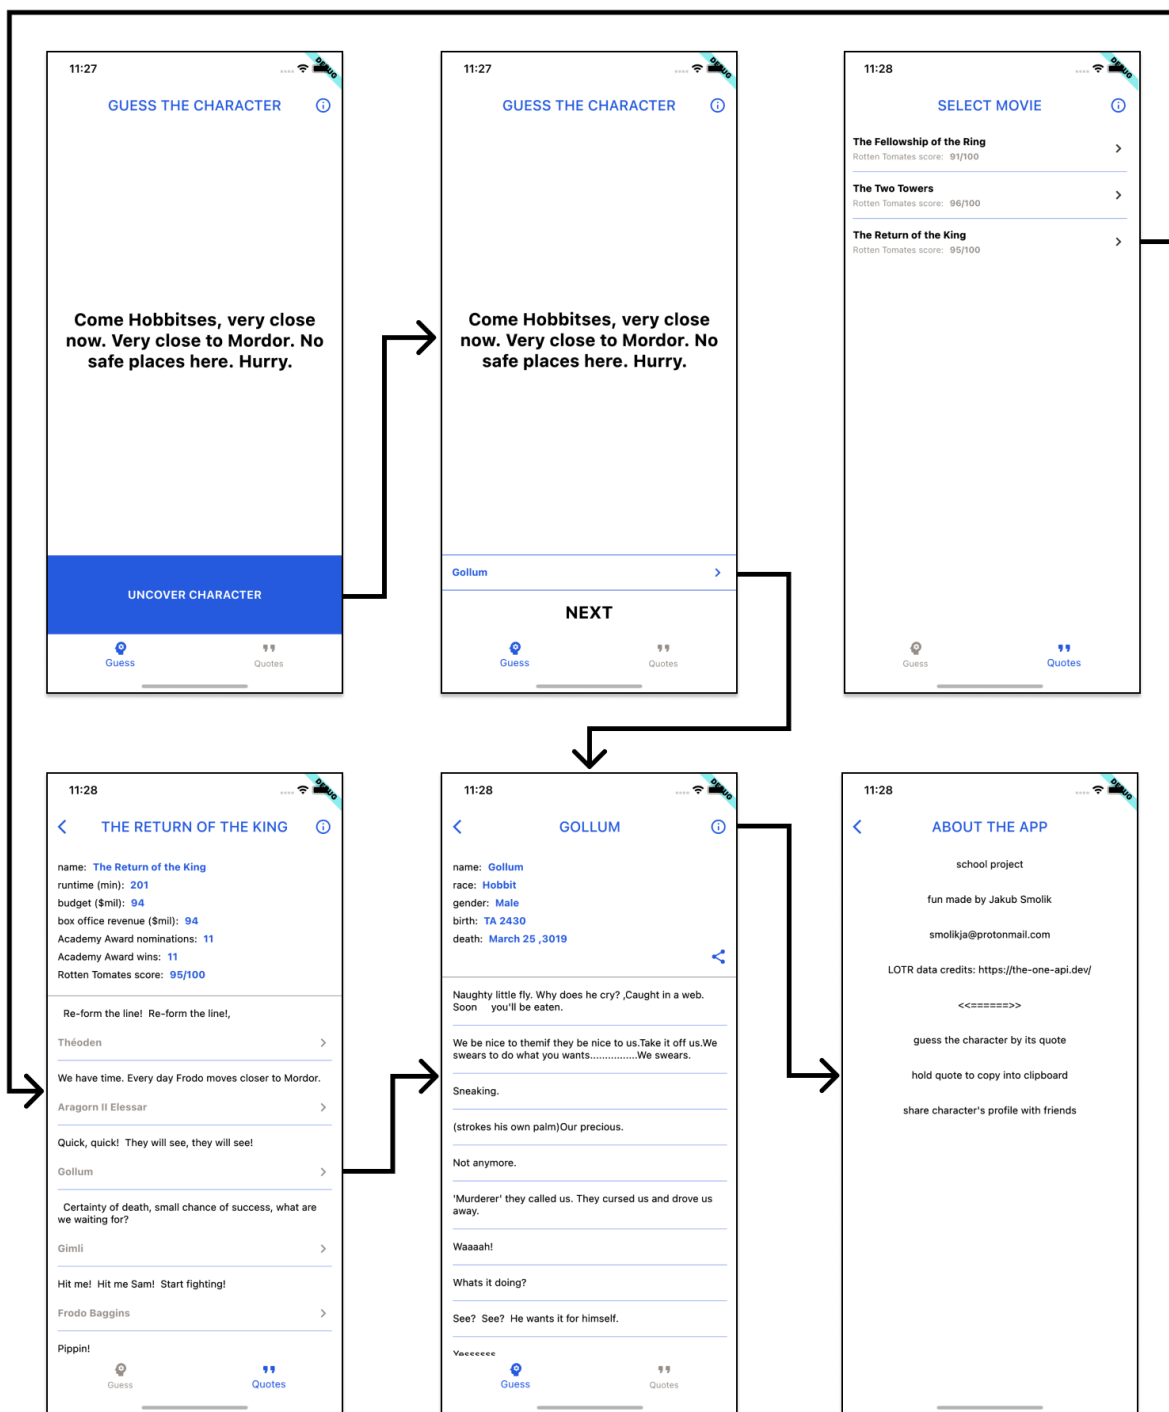 11:27
DEBUG
GUESS THE CHARACTER
Come Hobbitses, very close
now. Very close to Mordor. No
safe places here. Hurry.
UNCOVER CHARACTER
Guess
Quotes
11:27
DEBUG
GUESS THE CHARACTER
Come Hobbitses, very close
now. Very close to Mordor. No
safe places here. Hurry.
Gollum
NEXT
Guess
Quotes
11:28
DEBUG
SELECT MOVIE
The Fellowship of the Ring
Rotten Tomates score: 91/100
The Two Towers
Rotten Tomates score: 96/100
The Return of the King
Rotten Tomates score: 95/100
Guess
Quotes
11:28
DEBUG
THE RETURN OF THE KING
name: The Return of the King
runtime (min): 201
budget ($mil): 94
box office revenue ($mil): 94
Academy Award nominations: 11
Academy Award wins: 11
Rotten Tomates score: 95/100
Re-form the line! Re-form the line!,
Théoden
We have time. Every day Frodo moves closer to Mordor.
Aragorn II Elessar
Quick, quick! They will see, they will see!
Gollum
Certainty of death, small chance of success, what are
we waiting for?
Gimli
Hit me! Hit me Sam! Start fighting!
Frodo Baggins
Pippin!
Guess
Quotes
11:28
DEBUG
GOLLUM
name: Gollum
race: Hobbit
gender: Male
birth: TA 2430
death: March 25 ,3019
Naughty little fly. Why does he cry? ,Caught in a web.
Soon you'll be eaten.
We be nice to themif they be nice to us.Take it off us.We
swears to do what you wants................We swears.
Sneaking.
(strokes his own palm)Our precious.
Not anymore.
'Murderer' they called us. They cursed us and drove us
away.
Waaaah!
Whats it doing?
See? See? He wants it for himself.
Guess
Quotes
11:28
DEBUG
ABOUT THE APP
school project
fun made by Jakub Smolik
smolikja@protonmail.com
LOTR data credits: https://the-one-api.dev/
<<======>>
guess the character by its quote
hold quote to copy into clipboard
share character's profile with friends